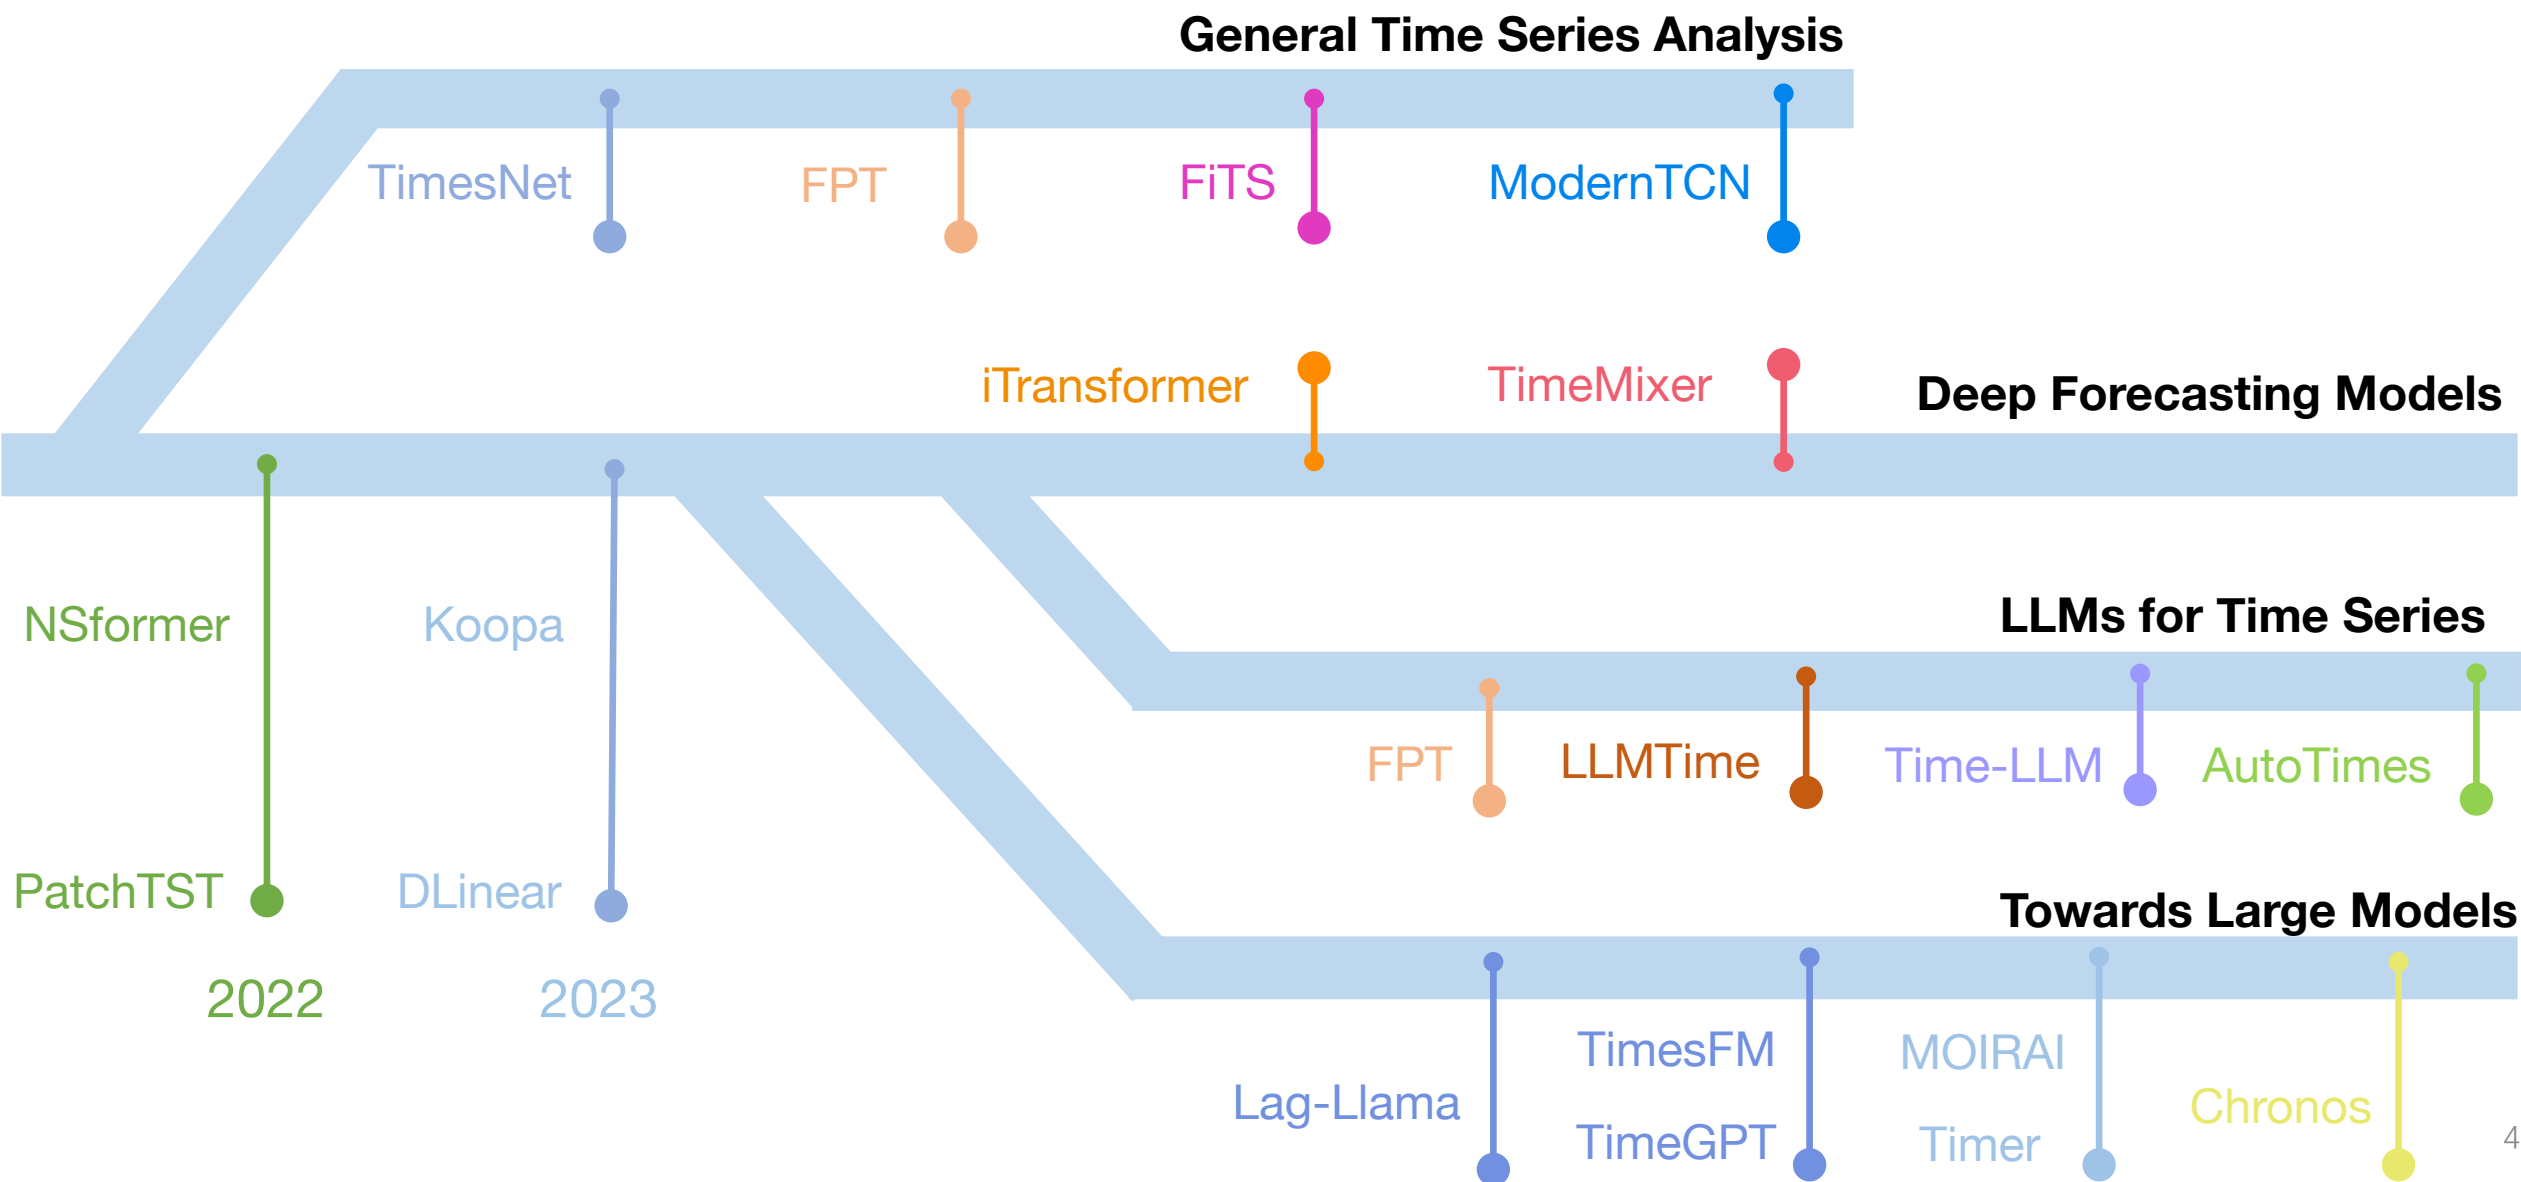 General Time Series Analysis
TimesNet
FPT
FiTS
ModernTCN
iTransformer
TimeMixer
Deep Forecasting Models
NSformer
Koopa
LLMs for Time Series
FPT
LLMTime
Time-LLM
AutoTimes
PatchTST
DLinear
Towards Large Models
2022
2023
Lag-Llama
TimesFM
TimeGPT
MOIRAI
Timer
Chronos
4